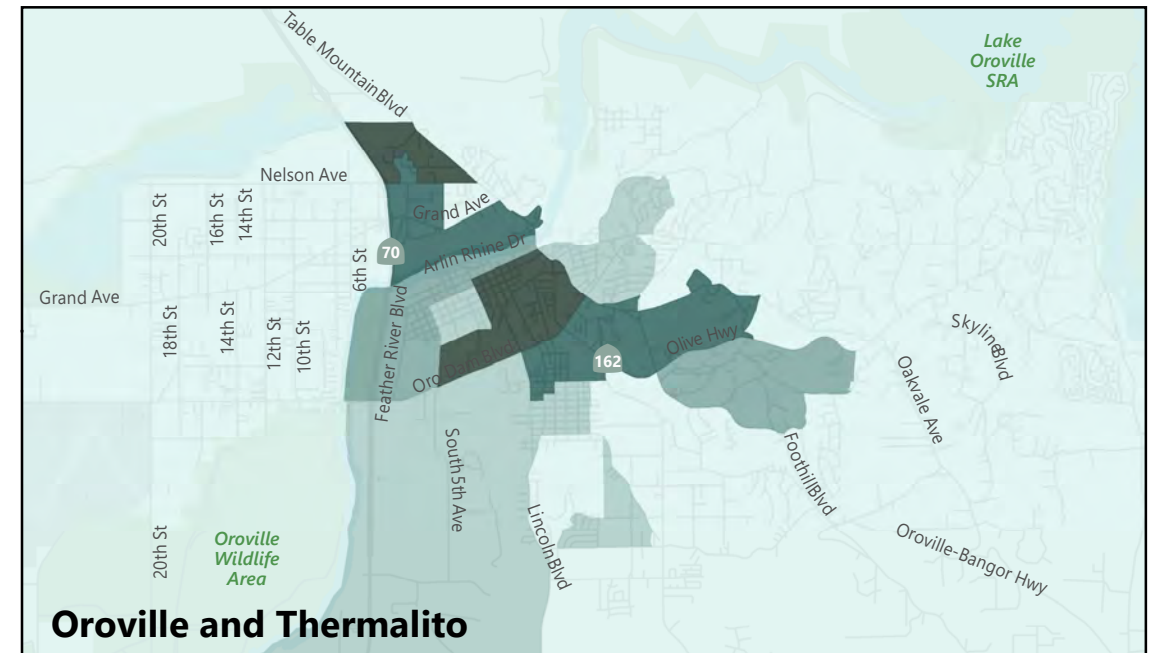 Table Mountain Blvd
Lake
Oroville
SRA
Nelson Ave
20th St
16th St
14th St
Grand Ave
6th St
70
Arlin Rhine Dr
Grand Ave
18th St
14th St
12th St
10th St
Feather River Blvd
Oro Dam Blvd
162
Olive Hwy
Skyline Blvd
Oakvale Ave
South 5th Ave
Foothill Blvd
Lincoln Blvd
20th St
Oroville
Wildlife
Area
Oroville-Bangor Hwy
Oroville and Thermalito